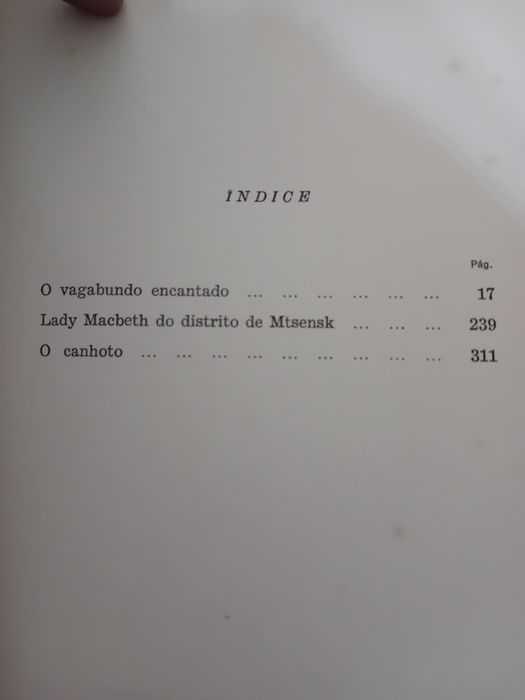 ÍNDICE
Pág.
O vagabundo encantado ... ... ... ... ... ... 17
Lady Macbeth do distrito de Mtsensk ... ... ... 239
O canhoto ... ... ... ... ... ... ... ... ... 311